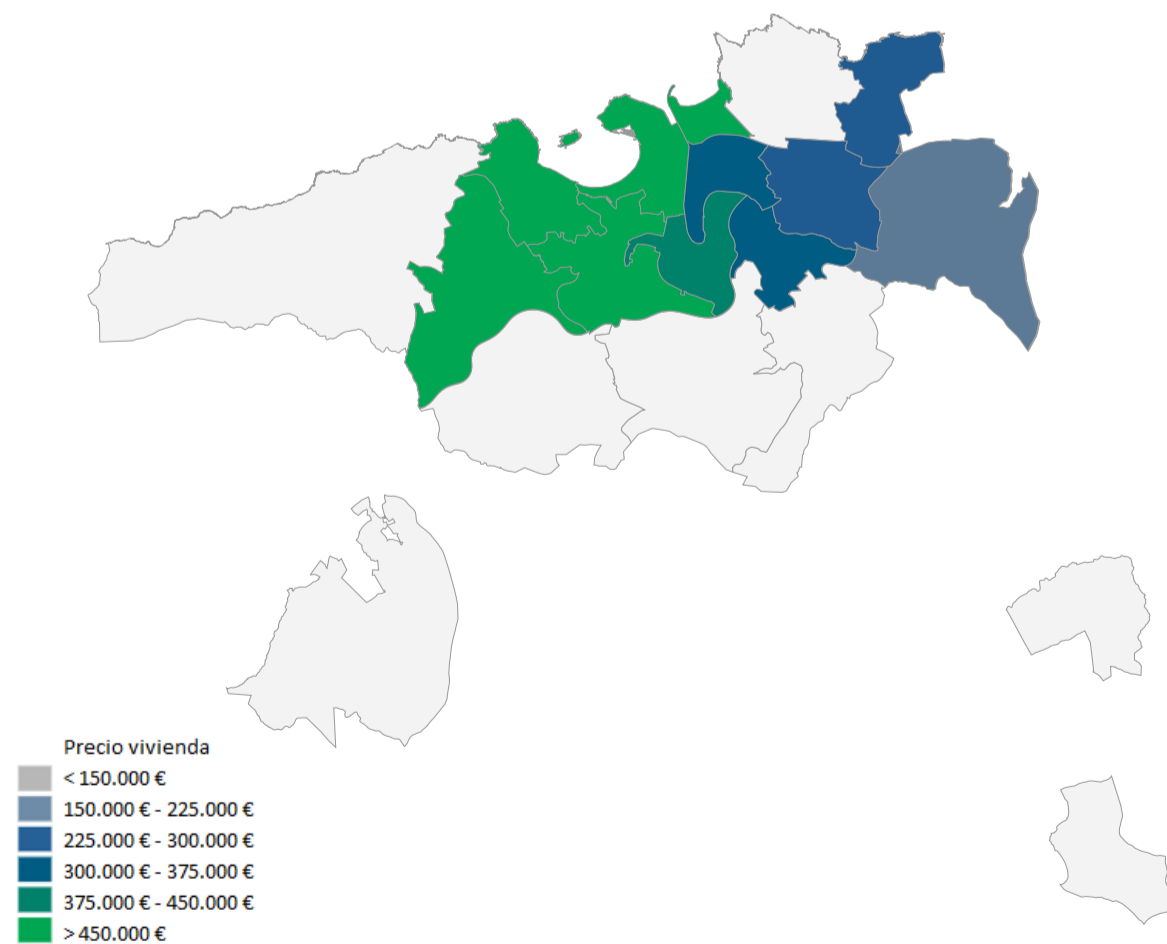 Precio vivienda
< 150.000 €
150.000 € - 225.000 €
225.000 € - 300.000 €
300.000 € - 375.000 €
375.000 € - 450.000 €
> 450.000 €